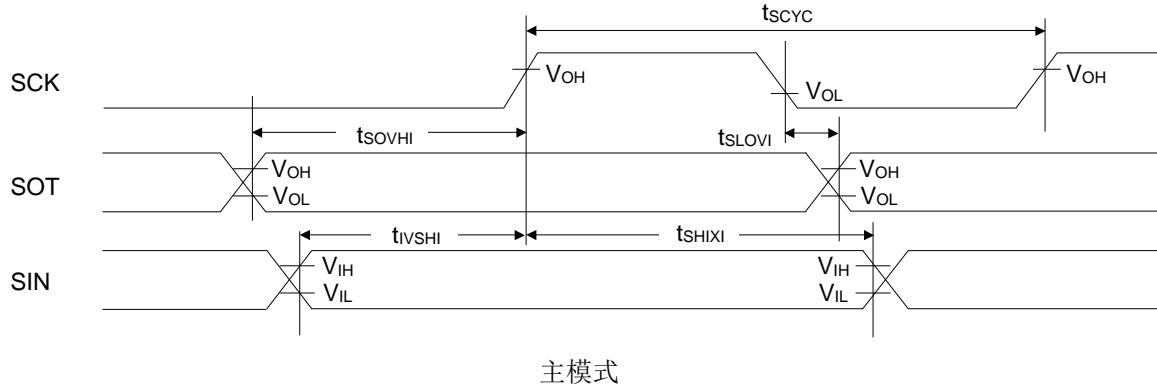 tSCYC
SCK
VOH
VOL
VOH
tSOVHI
tSLOVI
SOT
VOH
VOL
VOH
VOL
tIVSHI
tSHIXI
SIN
VIH
VIL
VIH
VIL
主模式